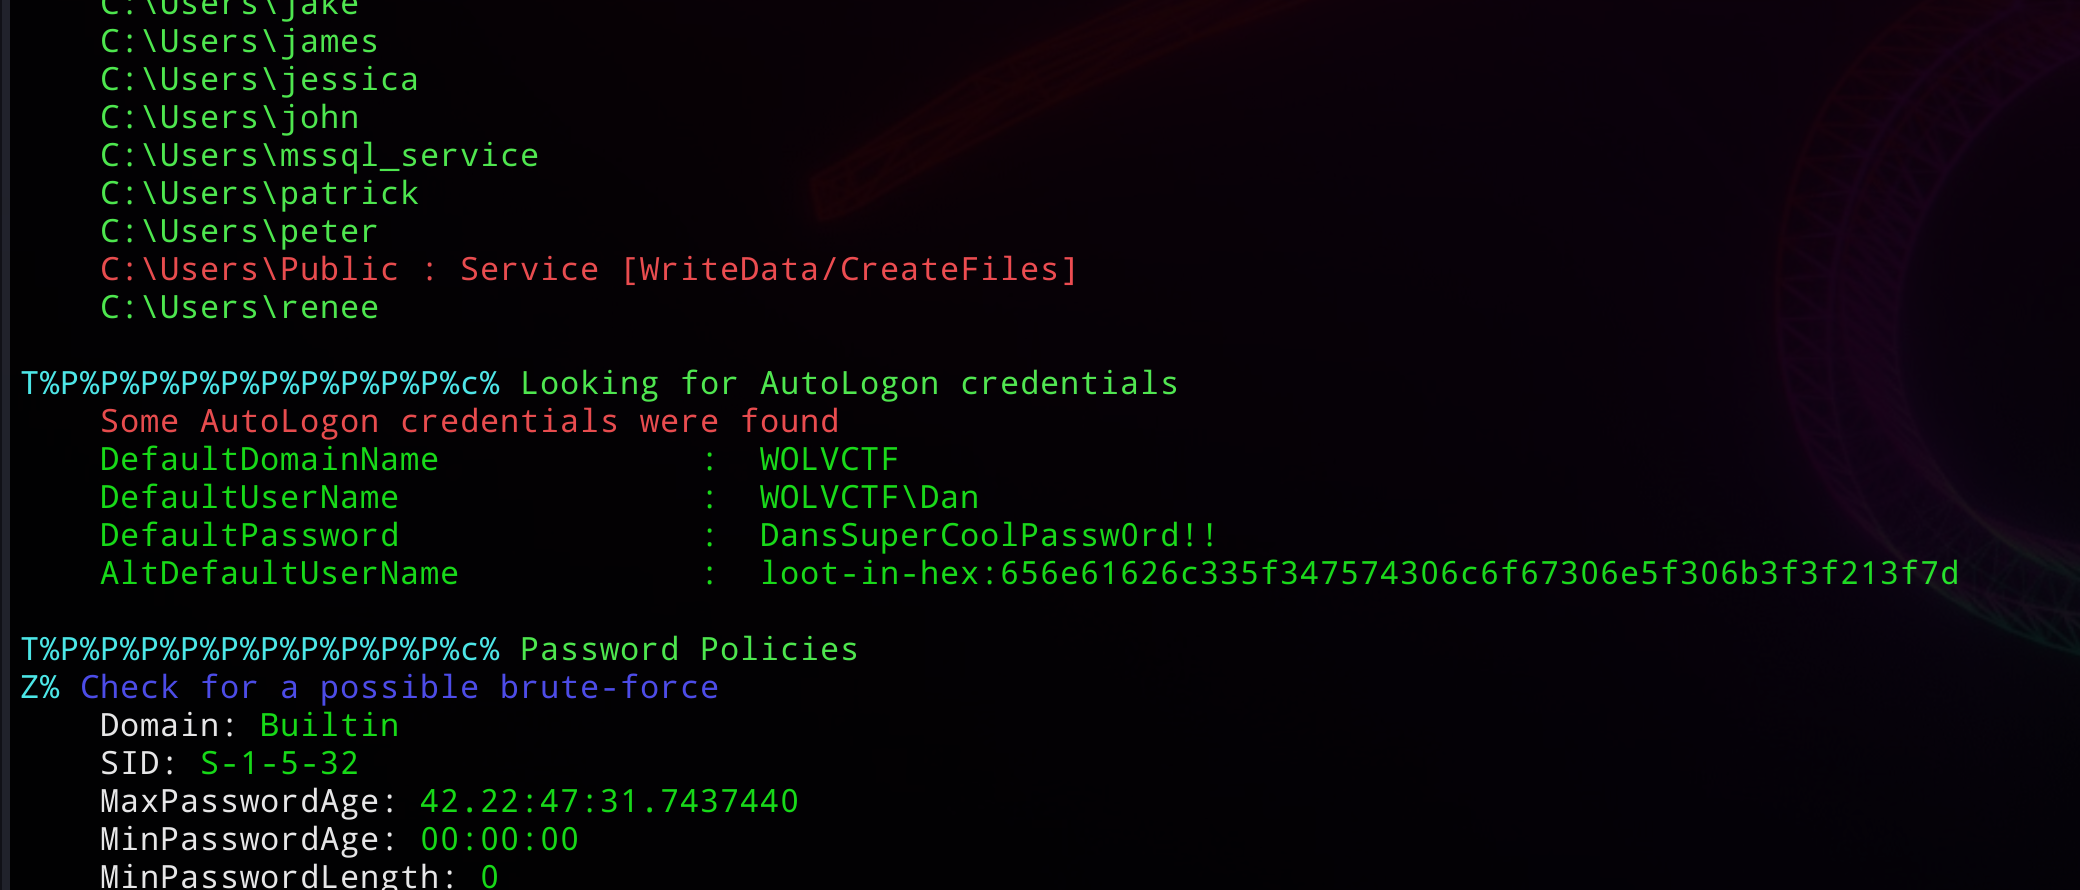 C:\Users\jake
C:\Users\james
C:\Users\jessica
C:\Users\john
C:\Users\mssql_service
C:\Users\patrick
C:\Users\peter
C:\Users\Public : Service [WriteData/CreateFiles]
C:\Users\renee
T%P%P%P%P%P%P%P%P%P%P%c% Looking for AutoLogon credentials
Some AutoLogon credentials were found
DefaultDomainName : WOLVCTF
DefaultUserName : WOLVCTF\Dan
DefaultPassword : DansSuperCoolPassw0rd!!
AltDefaultUserName : loot-in-hex:656e61626c335f347574306c6f67306e5f306b3f3f213f7d
T%P%P%P%P%P%P%P%P%P%P%c% Password Policies
Z% Check for a possible brute-force
Domain: Builtin
SID: S-1-5-32
MaxPasswordAge: 42.22:47:31.7437440
MinPasswordAge: 00:00:00
MinPasswordLength: 0